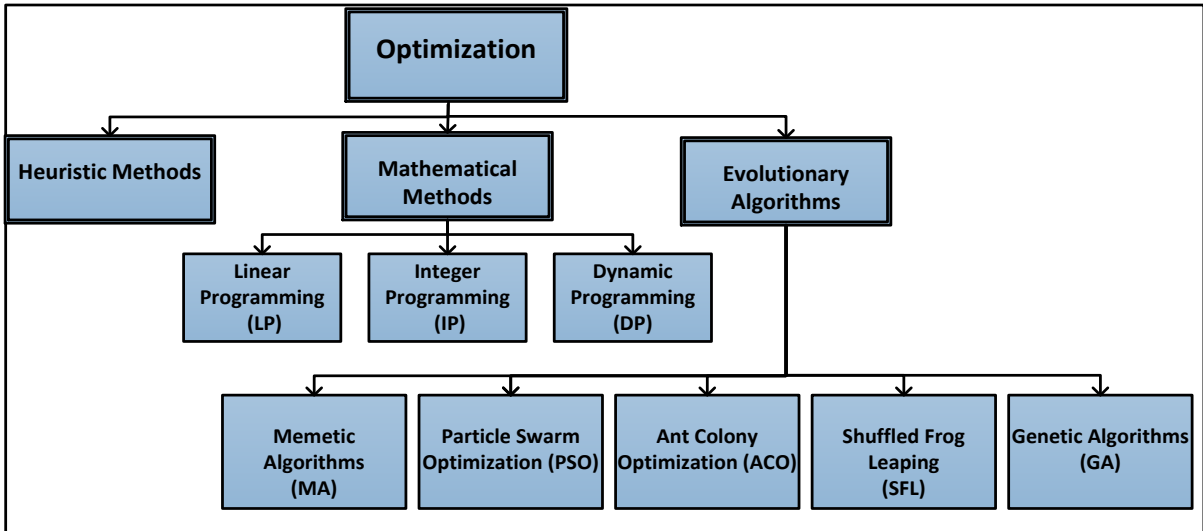 Optimization
Heuristic Methods
Mathematical
Methods
Evolutionary
Algorithms
Linear
Programming
(LP)
Integer
Programming
(IP)
Dynamic
Programming
(DP)
Memetic
Algorithms
(MA)
Particle Swarm
Optimization (PSO)
Ant Colony
Optimization (ACO)
Shuffled Frog
Leaping
(SFL)
Genetic Algorithms
(GA)